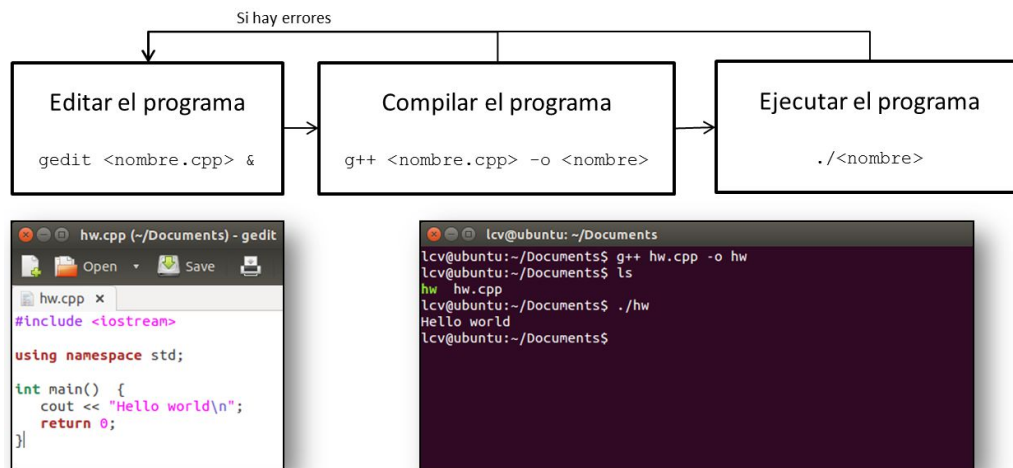 Si hay errores
Editar el programa
gedit <nombre.cpp> &
Compilar el programa
g++ <nombre.cpp> -o <nombre>
Ejecutar el programa
./<nombre>
hw.cpp (~/Documents) - gedit
Open Save
hw.cpp ×
#include <iostream>
using namespace std;
int main()  {
   cout << "Hello world\n";
   return 0;
}
lcv@ubuntu: ~/Documents
lcv@ubuntu:~/Documents$ g++ hw.cpp -o hw
lcv@ubuntu:~/Documents$ ls
hw  hw.cpp
lcv@ubuntu:~/Documents$ ./hw
Hello world
lcv@ubuntu:~/Documents$